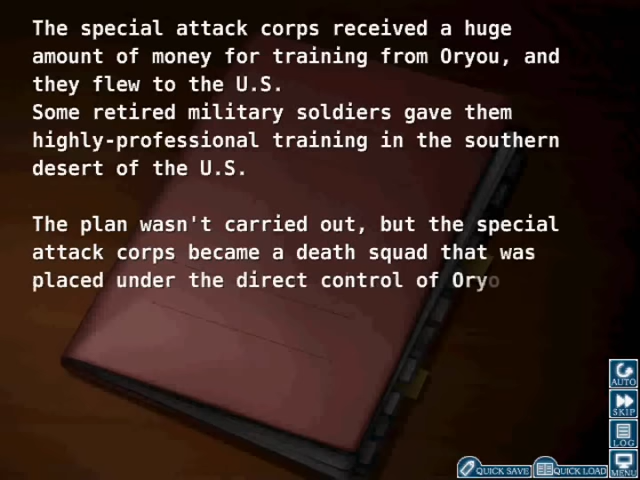 The special attack corps received a huge
amount of money for training from Oryou, and
they flew to the U.S.
Some retired military soldiers gave them
highly-professional training in the southern
desert of the U.S.
The plan wasn't carried out, but the special
attack corps became a death squad that was
placed under the direct control of Oryo
AUTO
SKIP
LOG
QUICK SAVE QUICK LOAD MENU